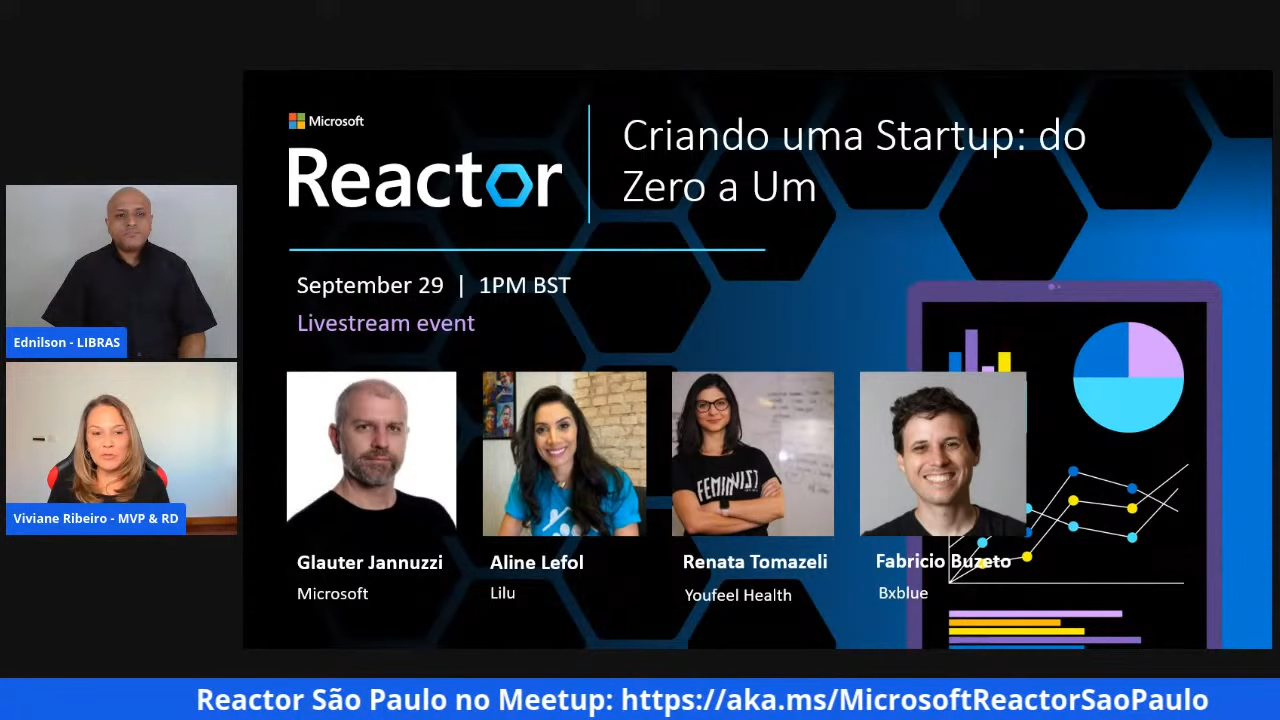 Microsoft
Reactor
Criando uma Startup: do
Zero a Um
September 29 | 1PM BST
Livestream event
Ednilson - LIBRAS
Viviane Ribeiro - MVP & RD
FEMINIST
Glauter Jannuzzi
Microsoft
Aline Lefol
Lilu
Renata Tomazeli
Youfeel Health
Fabricio Buzeto
Bxblue
Reactor São Paulo no Meetup: https://aka.ms/MicrosoftReactorSaoPaulo